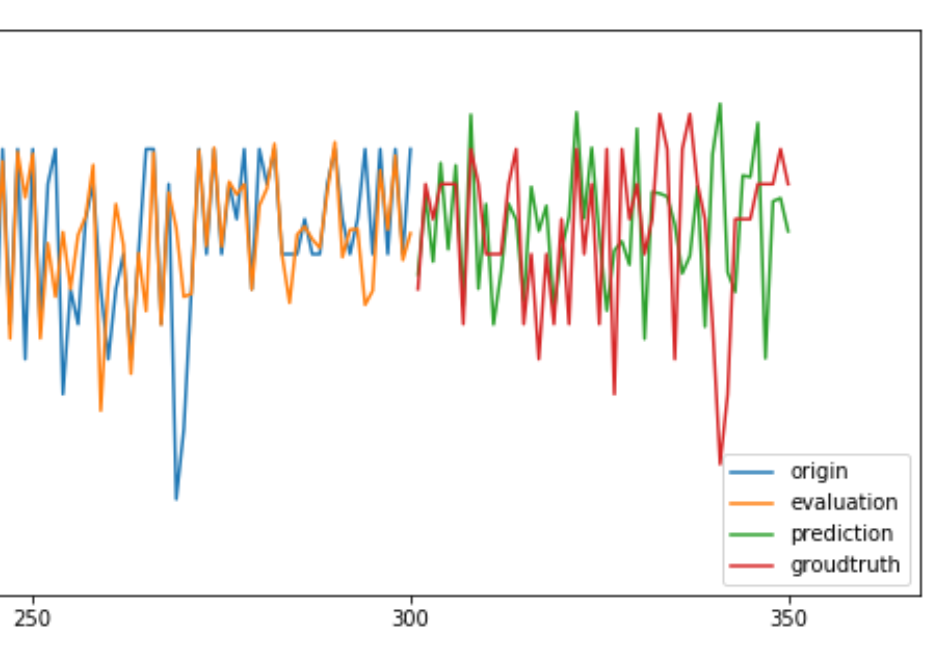 origin
evaluation
prediction
groudtruth
250 300 350